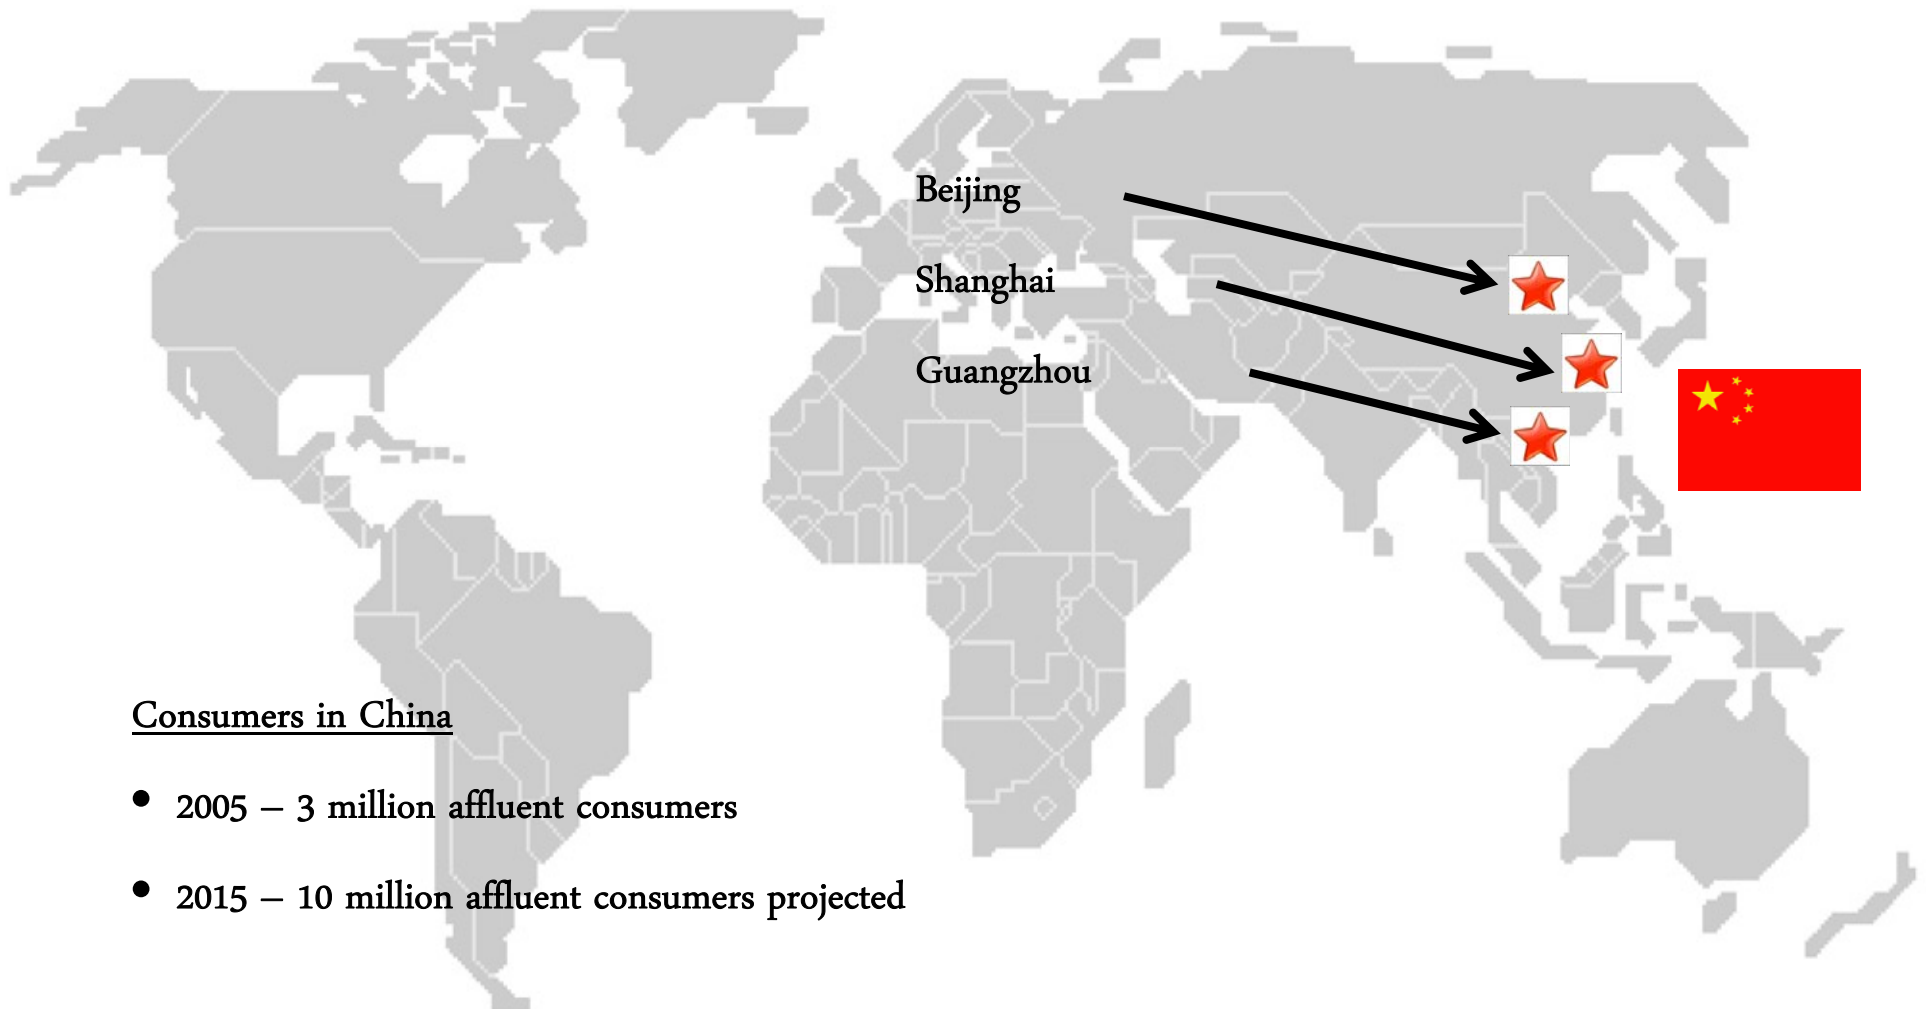 Beijing
Shanghai
Guangzhou
Consumers in China
• 2005 – 3 million affluent consumers
• 2015 – 10 million affluent consumers projected